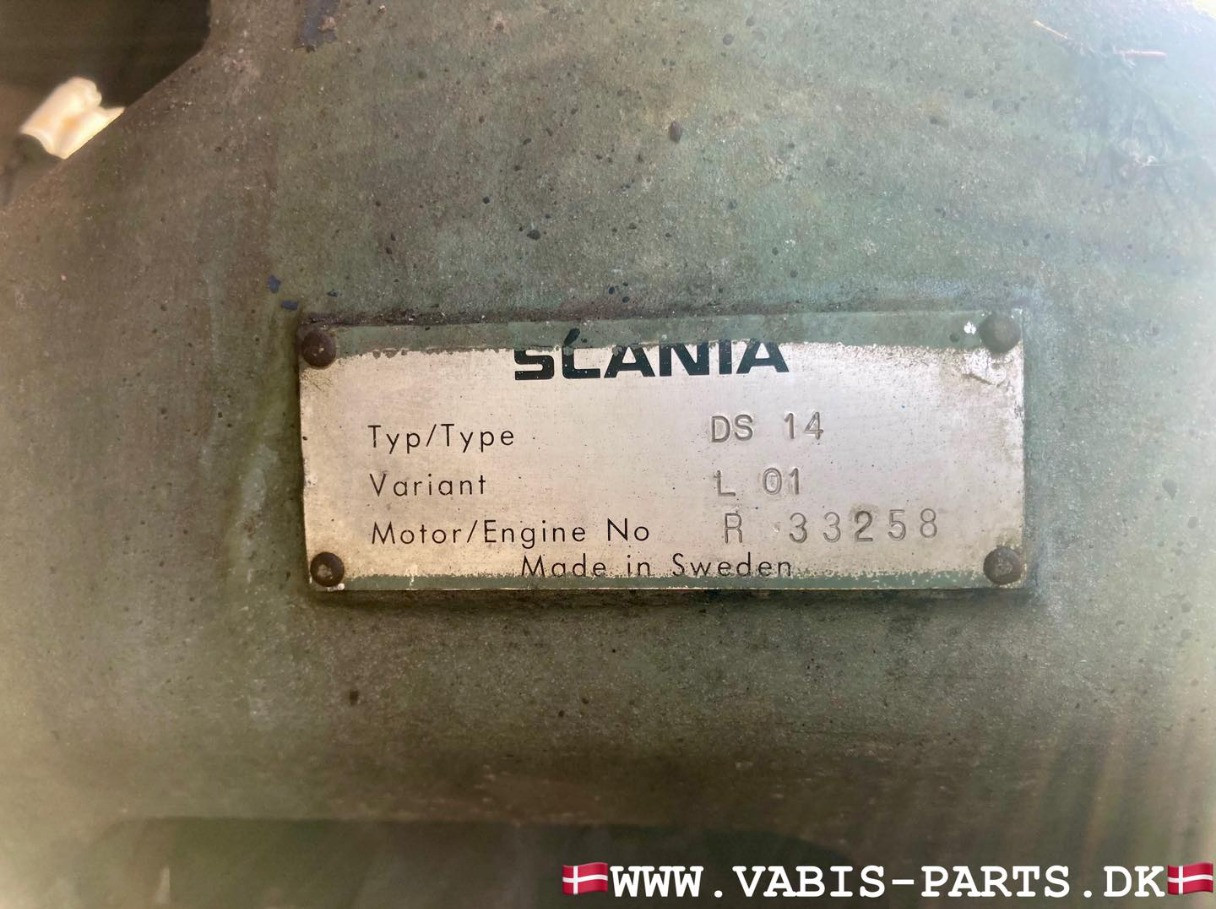 SCANIA
Typ/Type DS 14
Variant L 01
Motor/Engine No R 33258
Made in Sweden
WWW.VABIS-PARTS.DK